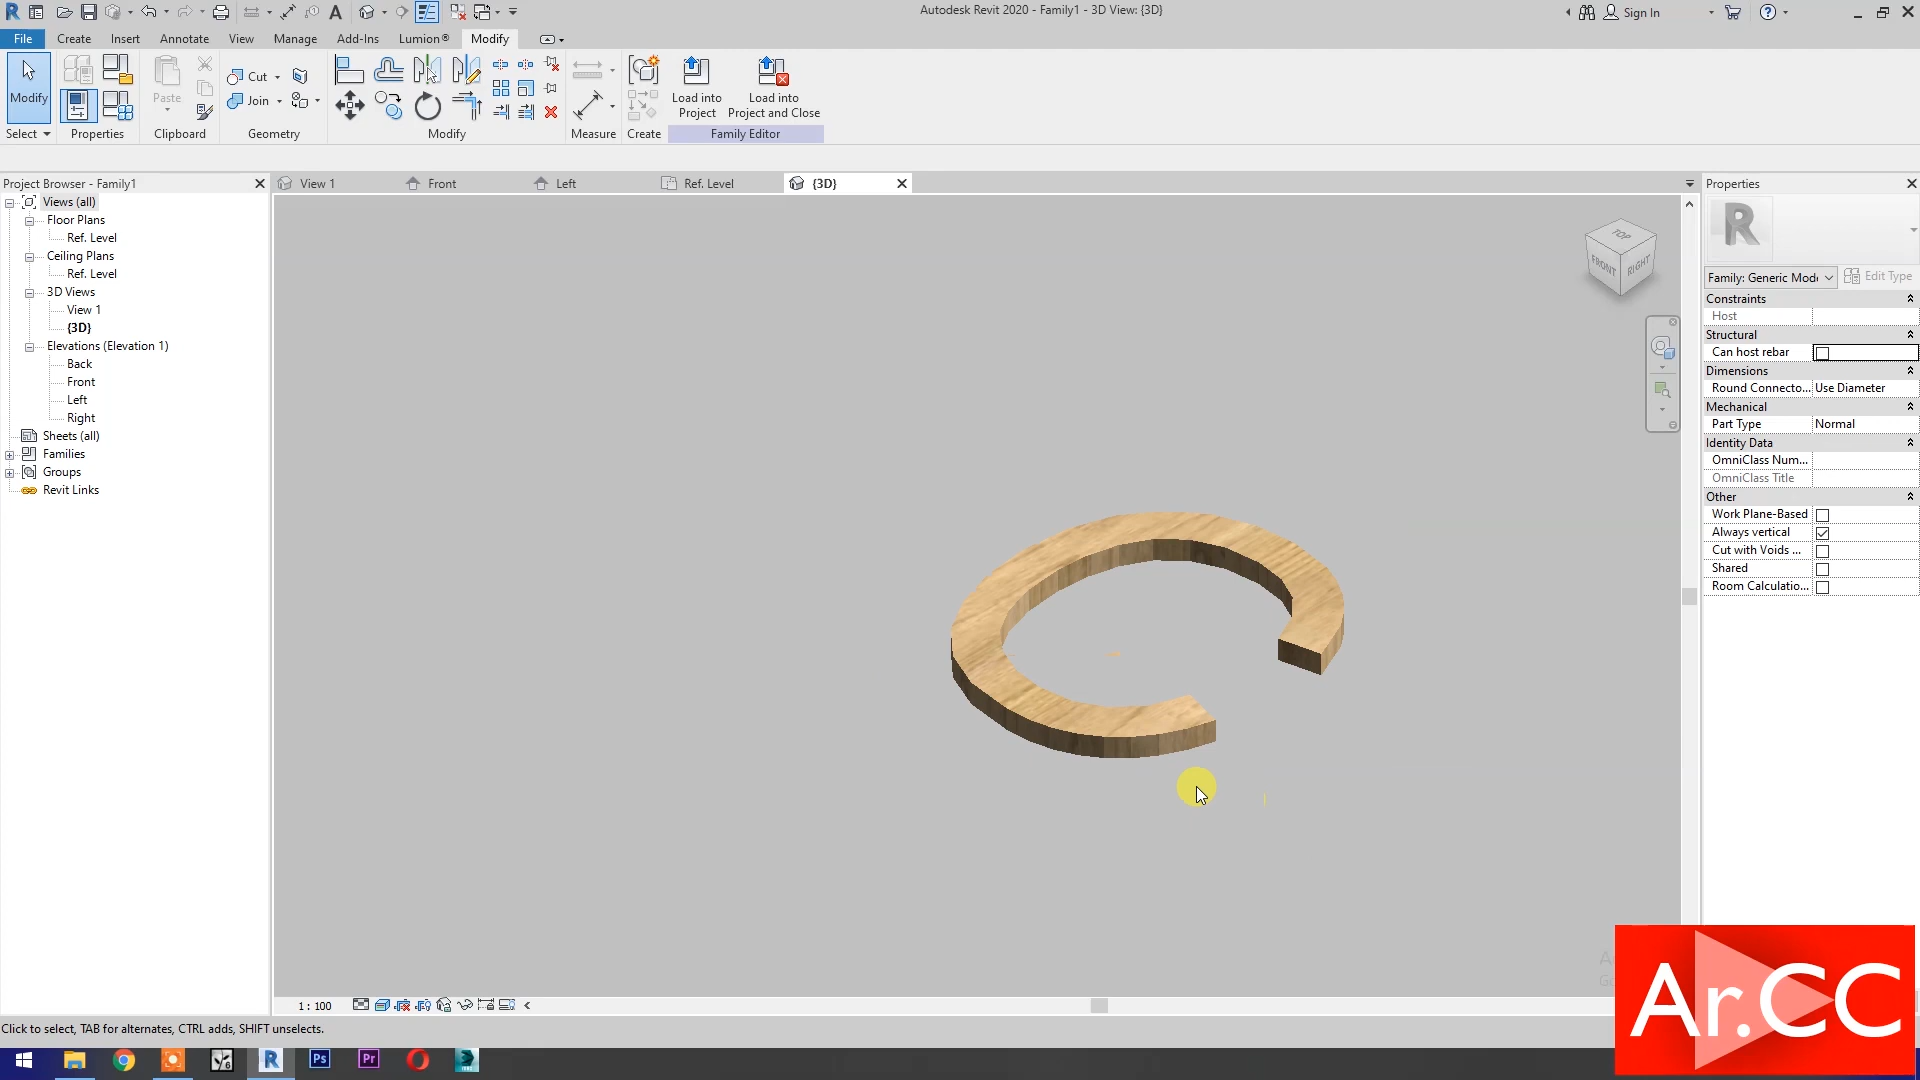 Autodesk Revit 2020 - Family1 - 3D View: {3D}
Sign In
File Create Insert Annotate View Manage Add-Ins Lumion® Modify
Modify
Paste
Cut
Join
Load into Project
Load into Project and Close
Select Properties Clipboard Geometry Modify Measure Create Family Editor
Project Browser - Family1
View 1 Front Left Ref. Level {3D}
Properties
Views (all)
Floor Plans
Ref. Level
Ceiling Plans
Ref. Level
3D Views
View 1
{3D}
Elevations (Elevation 1)
Back
Front
Left
Right
Sheets (all)
Families
Groups
Revit Links
TOP
FRONT
RIGHT
R
Family: Generic Mode Edit Type
Constraints
Host
Structural
Can host rebar
Dimensions
Round Connecto... Use Diameter
Mechanical
Part Type Normal
Identity Data
OmniClass Num...
OmniClass Title
Other
Work Plane-Based
Always vertical
Cut with Voids ...
Shared
Room Calculatio...
1 : 100
Click to select, TAB for alternates, CTRL adds, SHIFT unselects.
R Ps Pr
Ar.CC